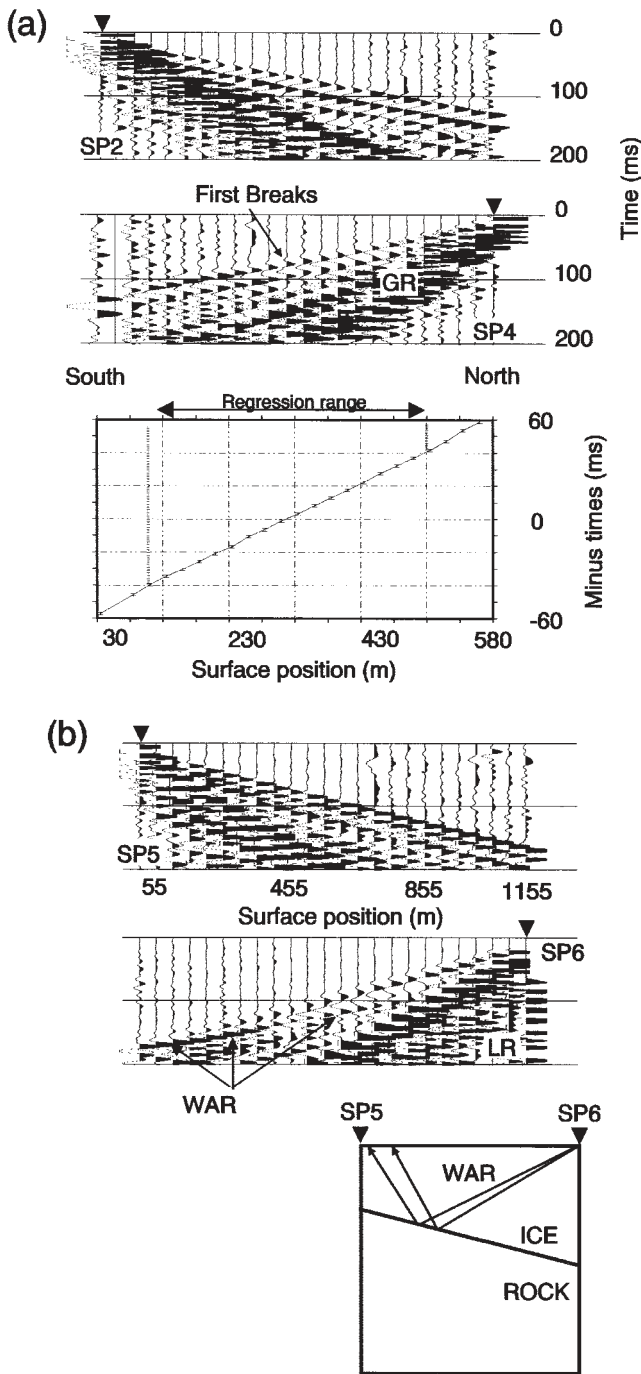 (a)
0
100
SP2
200
Time (ms)
First Breaks
0
GR
100
SP4
200
South
North
Regression range
60
0
-60
Minus times (ms)
30
230
430
580
Surface position (m)
(b)
SP5
55
455
855
1155
Surface position (m)
SP6
LR
WAR
SP5
SP6
WAR
ICE
ROCK